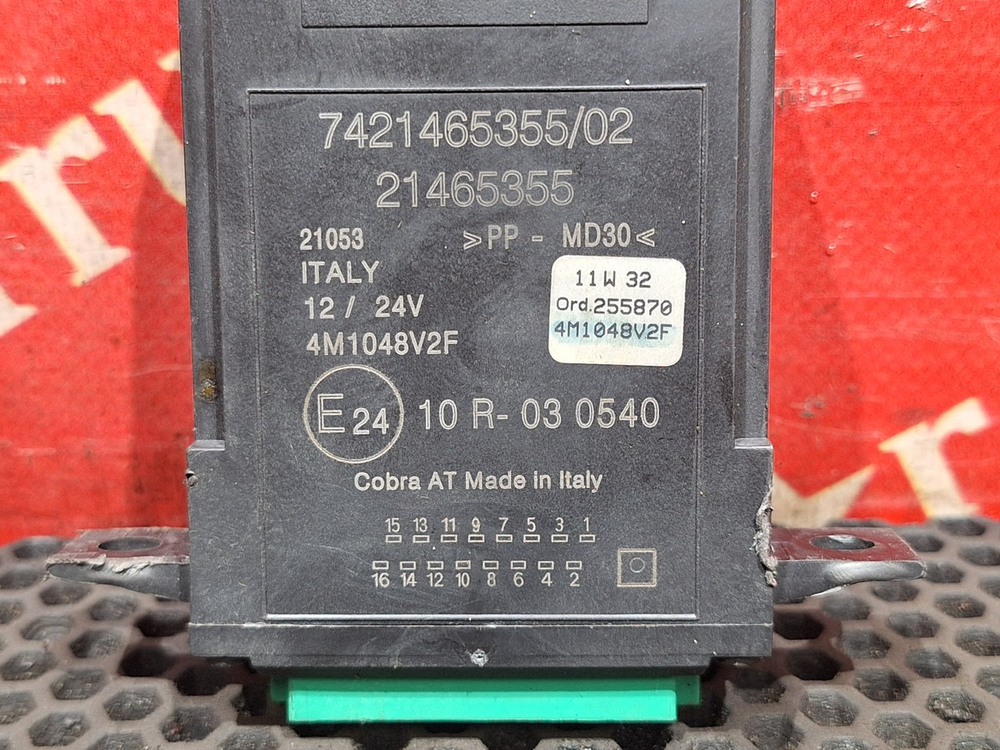 7421465355/02
21465355
21053
>PP - MD30<
ITALY
12 / 24V
4M1048V2F
11W 32
Ord.255870
4M1048V2F
E24
10 R- 03 0540
Cobra AT Made in Italy
15 13 11 9 7 5 3 1
16 14 12 10 8 6 4 2